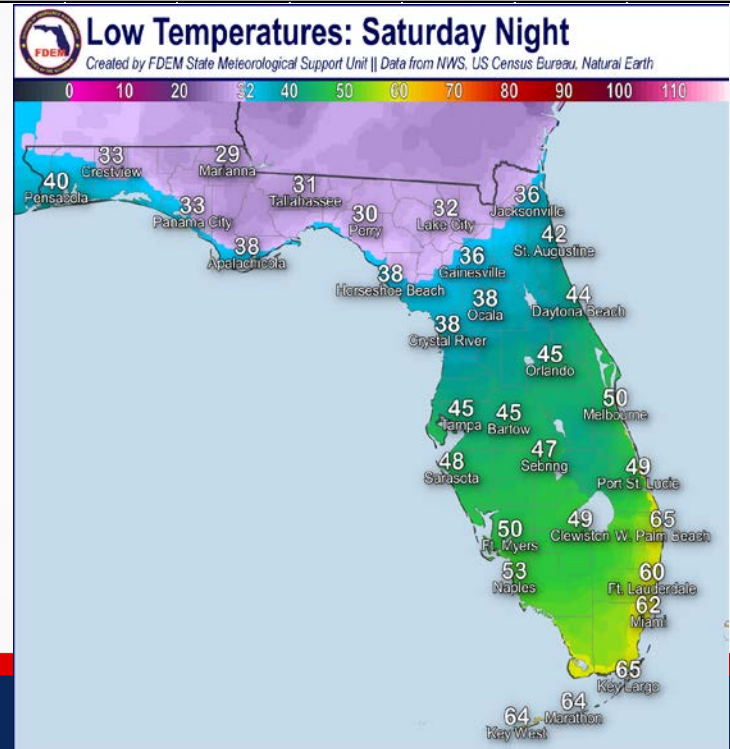 Low Temperatures: Saturday Night
Created by FDEM State Meteorological Support Unit || Data from NWS, US Census Bureau, Natural Earth
FDEM
0 10 20 32 40 50 60 70 80 90 100 110
33
Crestview
29
Marianna
40
Pensacola
31
Tallahassee
33
Panama City
30
Perry
32
Lake City
36
Jacksonville
38
Apalachicola
42
St. Augustine
36
Gainesville
38
Horseshoe Beach
38
Ocala
44
Daytona Beach
38
Crystal River
45
Orlando
50
Melbourne
45
Tampa
45
Bartow
48
Sarasota
47
Sebring
49
Port St. Lucie
50
Ft. Myers
49
Clewiston
65
W. Palm Beach
53
Naples
60
Ft. Lauderdale
62
Miami
65
Key Largo
64
Marathon
64
Key West